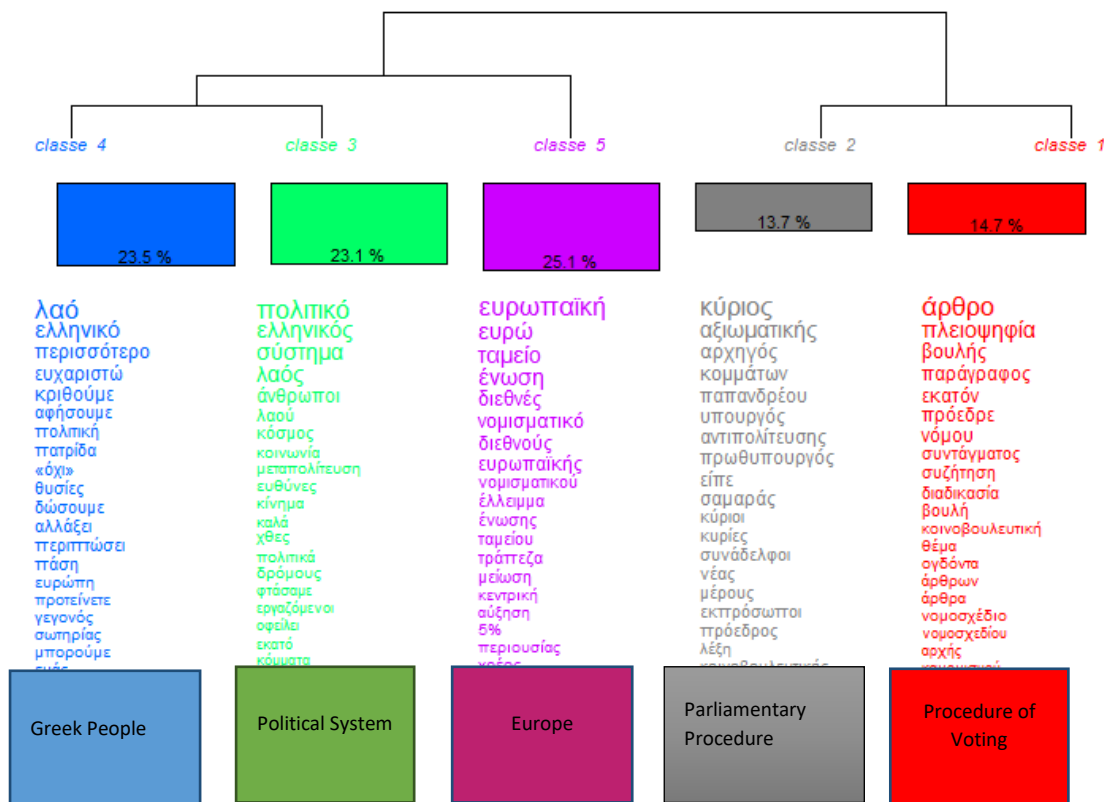 classe 4
classe 3
classe 5
classe 2
classe 1
23.5 %
23.1 %
25.1 %
13.7 %
14.7 %
λαό
ελληνικό
περισσότερο
ευχαριστώ
κριθούμε
αφήσουμε
πολιτική
πατρίδα
«όχι»
θυσίες
δώσουμε
αλλάξει
περιπτώσει
πάση
ευρώπη
προτείνετε
γεγονός
σωτηρίας
μπορούμε
πολιτικό
ελληνικός
σύστημα
λαός
άνθρωποι
λαού
κόσμος
κοινωνία
μεταπολίτευση
ευθύνες
κίνημα
καλά
χθες
πολιτικά
δρόμους
φτάσαμε
εργαζόμενοι
οφείλει
εκατό
κόμματα
ευρωπαϊκή
ευρώ
ταμείο
ένωση
διεθνές
νομισματικό
διεθνούς
ευρωπαϊκής
νομισματικού
έλλειμμα
ένωσης
ταμείου
τράπεζα
μείωση
κεντρική
αύξηση
5%
περιουσίας
κύριος
αξιωματικής
αρχηγός
κομμάτων
παπανδρέου
υπουργός
αντιπολίτευσης
πρωθυπουργός
είπε
σαμαράς
κύριοι
κυρίες
συνάδελφοι
νέας
μέρους
εκπρόσωποι
πρόεδρος
λέξη
άρθρο
πλειοψηφία
βουλής
παράγραφος
εκατόν
πρόεδρε
νόμου
συντάγματος
συζήτηση
διαδικασία
βουλή
κοινοβουλευτική
θέμα
ογδόντα
άρθρων
άρθρα
νομοσχέδιο
νομοσχεδίου
αρχής
Greek People
Political System
Europe
Parliamentary
Procedure
Procedure of
Voting